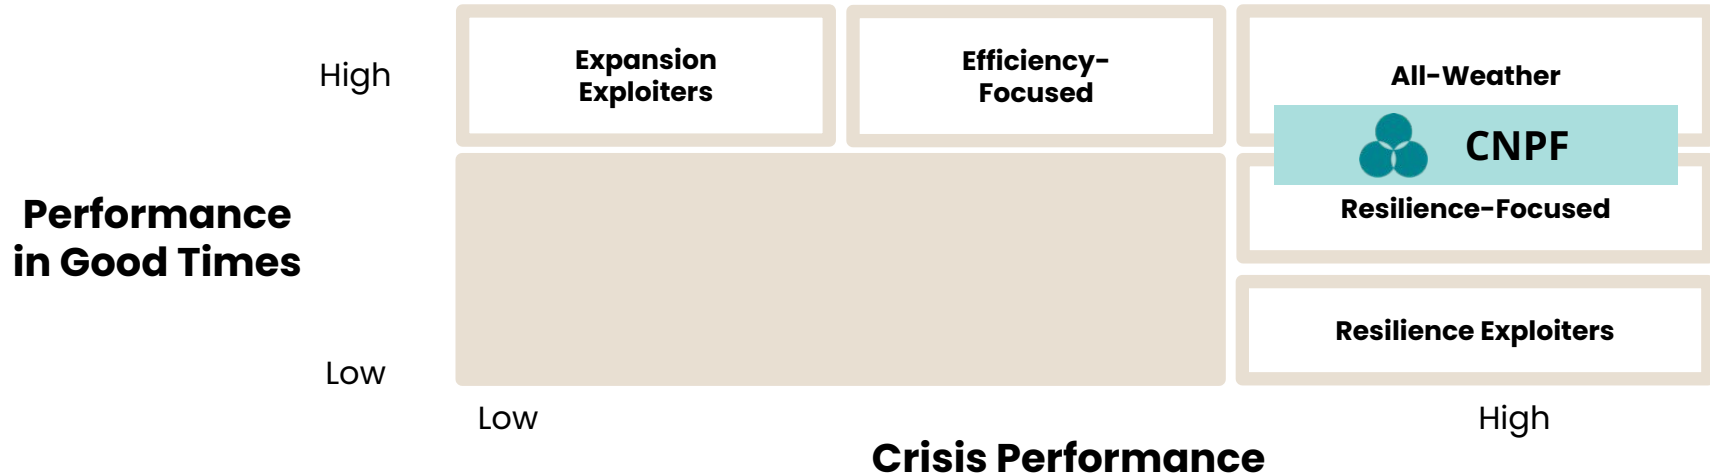 High
Expansion
Exploiters
Efficiency-
Focused
All-Weather
CNPF
Performance
in Good Times
Resilience-Focused
Resilience Exploiters
Low
Low
High
Crisis Performance